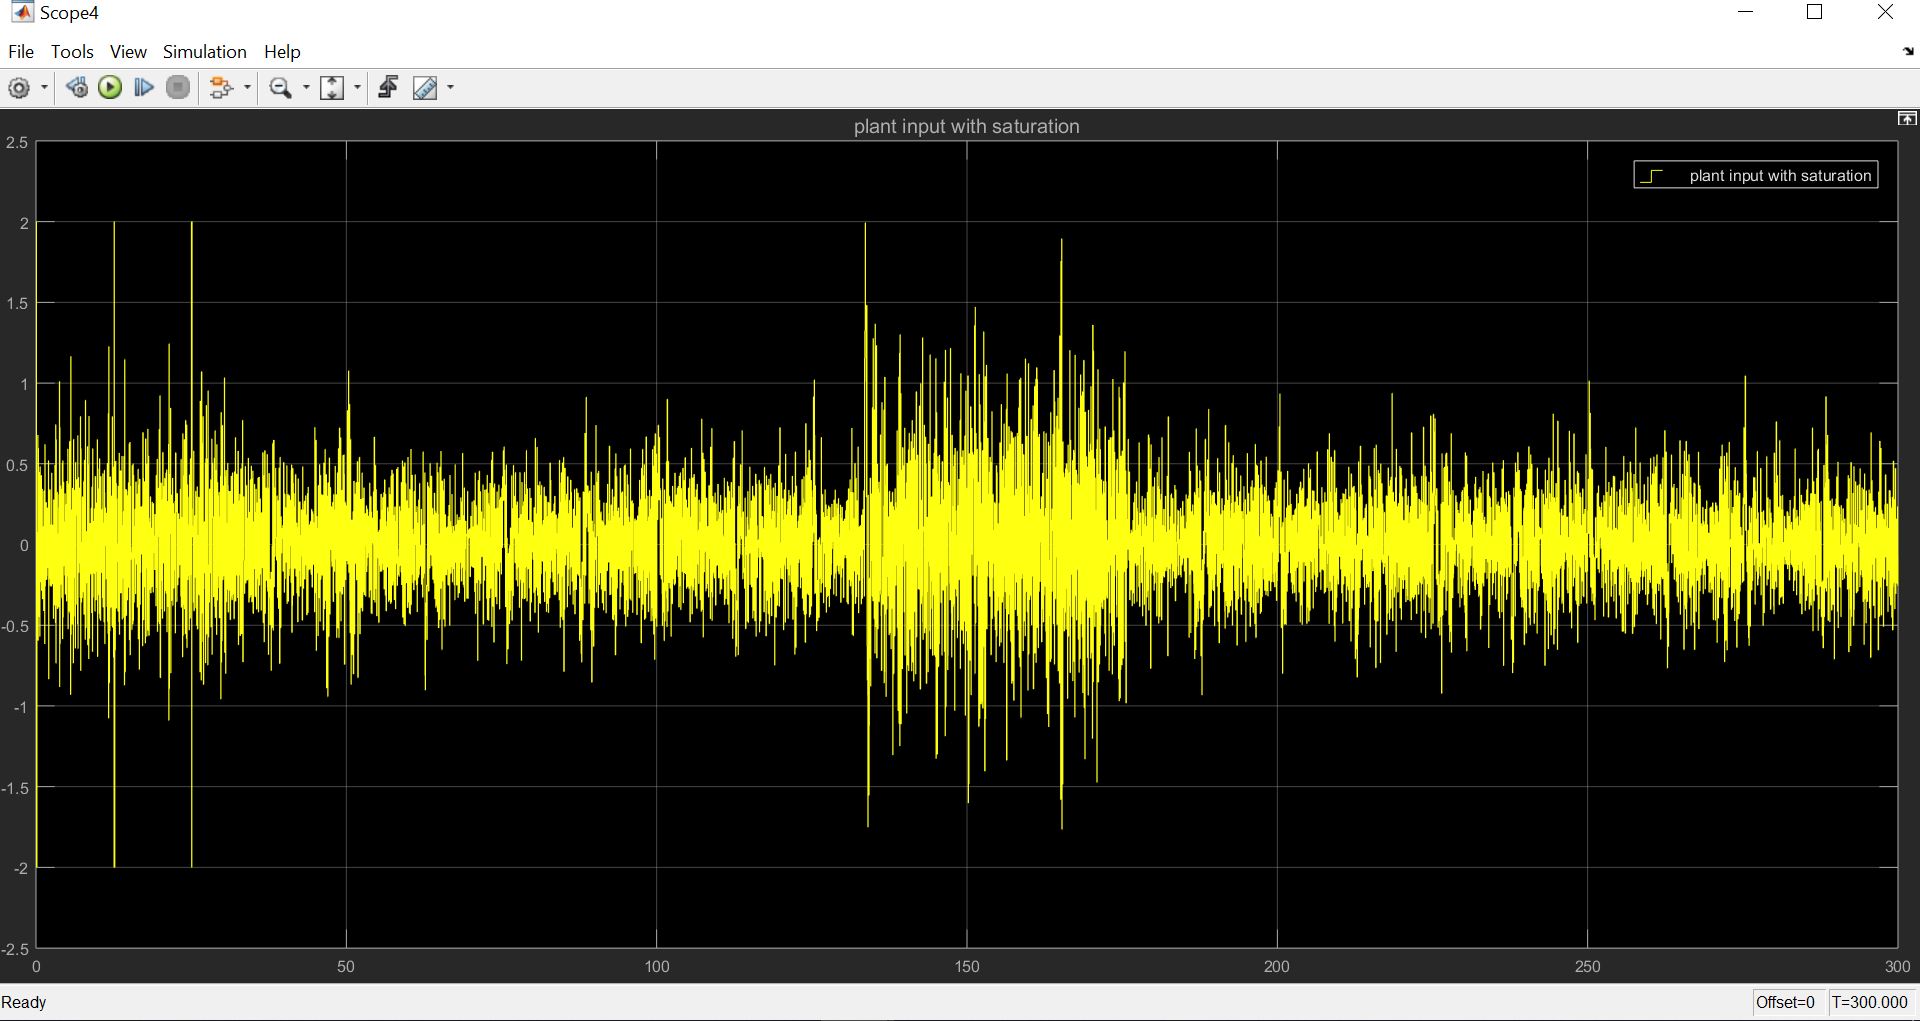 Scope4
File Tools View Simulation Help
plant input with saturation
plant input with saturation
2.5
2
1.5
1
0.5
0
-0.5
-1
-1.5
-2
-2.5
0 50 100 150 200 250 300
Ready Offset=0 T=300.000